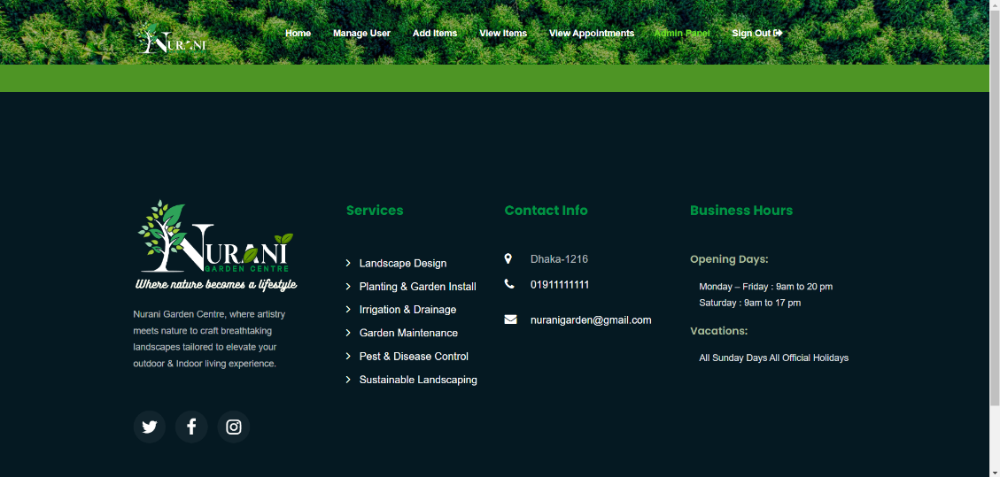 NURANI
Home Manage User Add Items View Items View Appointments Admin Panel Sign Out
NURANI
GARDEN CENTRE
Where nature becomes a lifestyle
Nurani Garden Centre, where artistry
meets nature to craft breathtaking
landscapes tailored to elevate your
outdoor & Indoor living experience.
Services
Landscape Design
Planting & Garden Install
Irrigation & Drainage
Garden Maintenance
Pest & Disease Control
Sustainable Landscaping
Contact Info
Dhaka-1216
01911111111
nuranigarden@gmail.com
Business Hours
Opening Days:
Monday – Friday : 9am to 20 pm
Saturday : 9am to 17 pm
Vacations:
All Sunday Days All Official Holidays